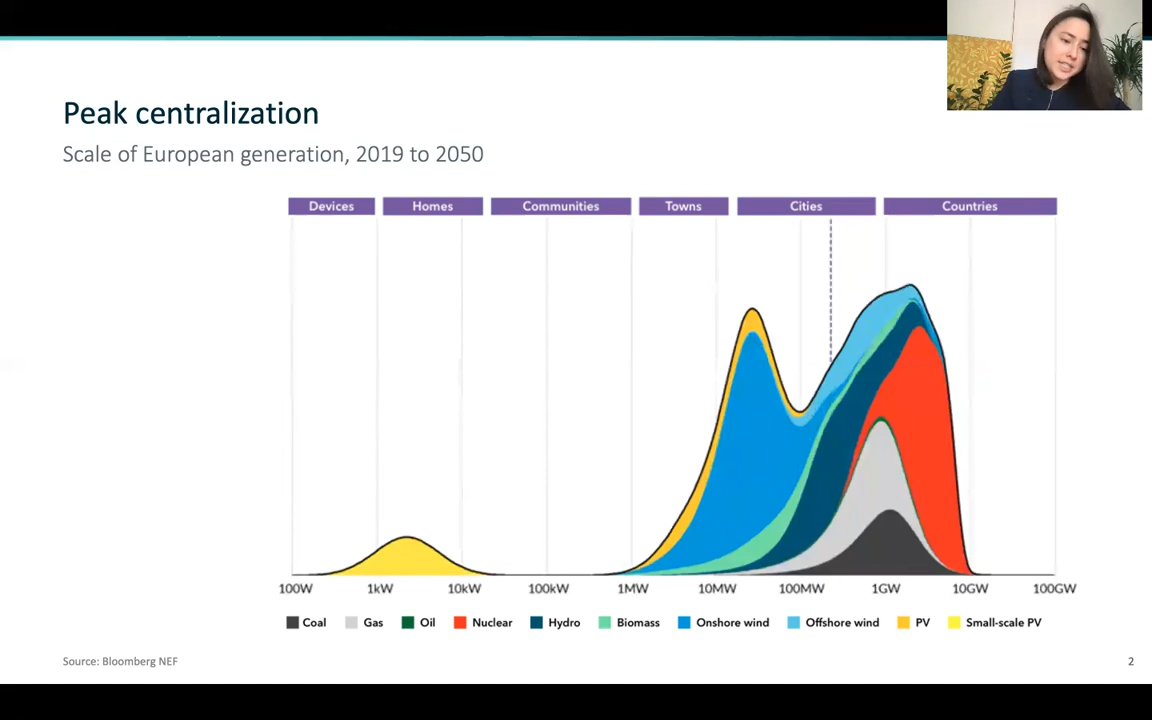 Peak centralization
Scale of European generation, 2019 to 2050
Devices Homes Communities Towns Cities Countries
100W 1kW 10kW 100kW 1MW 10MW 100MW 1GW 10GW 100GW
Coal Gas Oil Nuclear Hydro Biomass Onshore wind Offshore wind PV Small-scale PV
Source: Bloomberg NEF 2